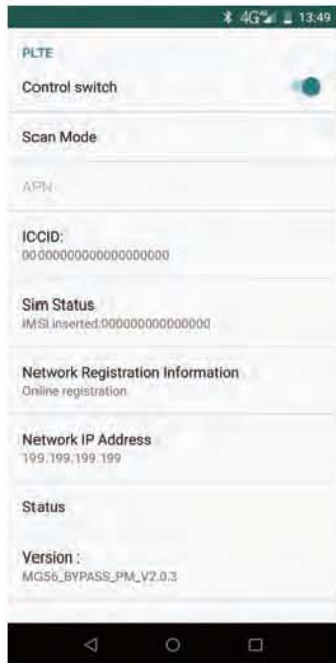 4G 13:49
PLTE
Control switch
Scan Mode
APN
ICCID:
00000000000000000000
Sim Status
IMSI inserted:000000000000000
Network Registration Information
Online registration
Network IP Address
199.199.199.199
Status
Version :
MG56_BYPASS_PM_V2.0.3